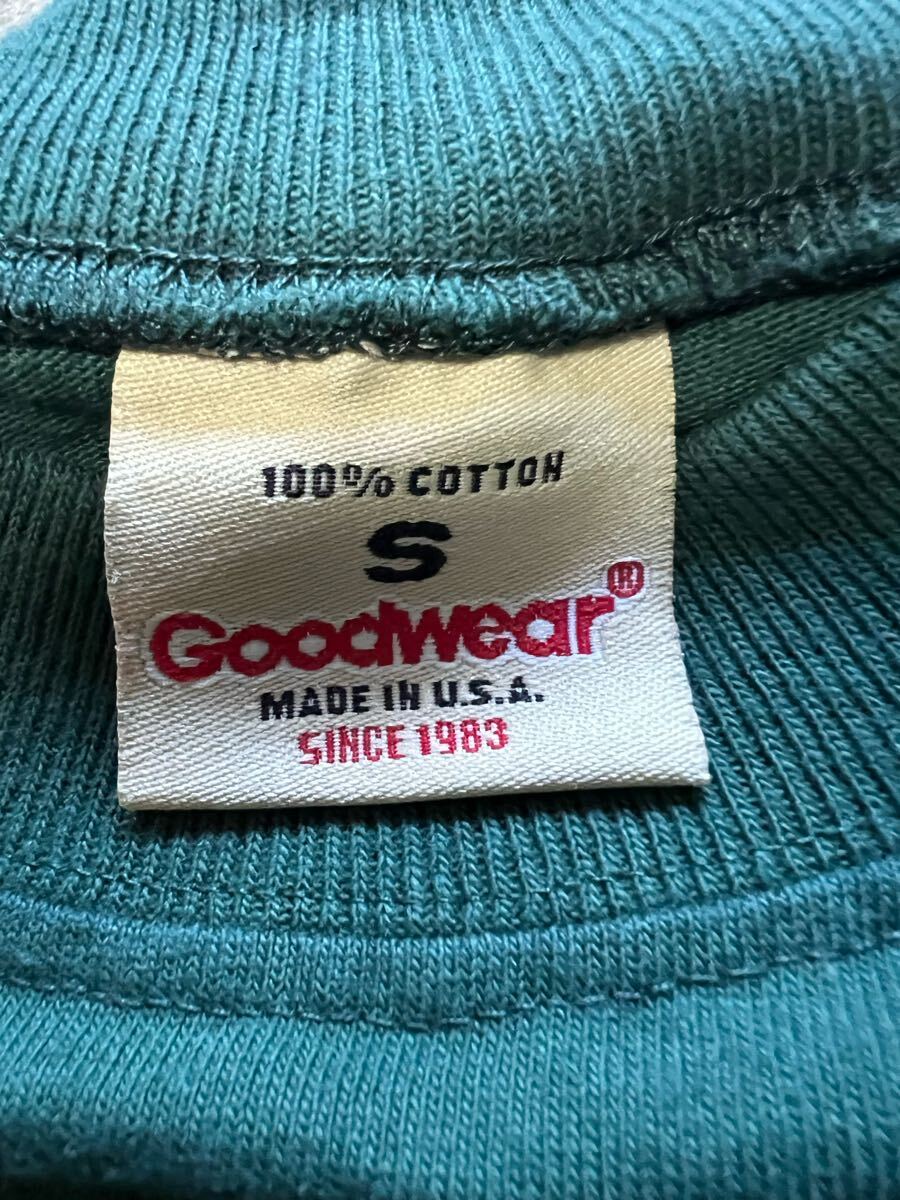 100% COTTON
S
Goodwear®
MADE IN U.S.A.
SINCE 1983